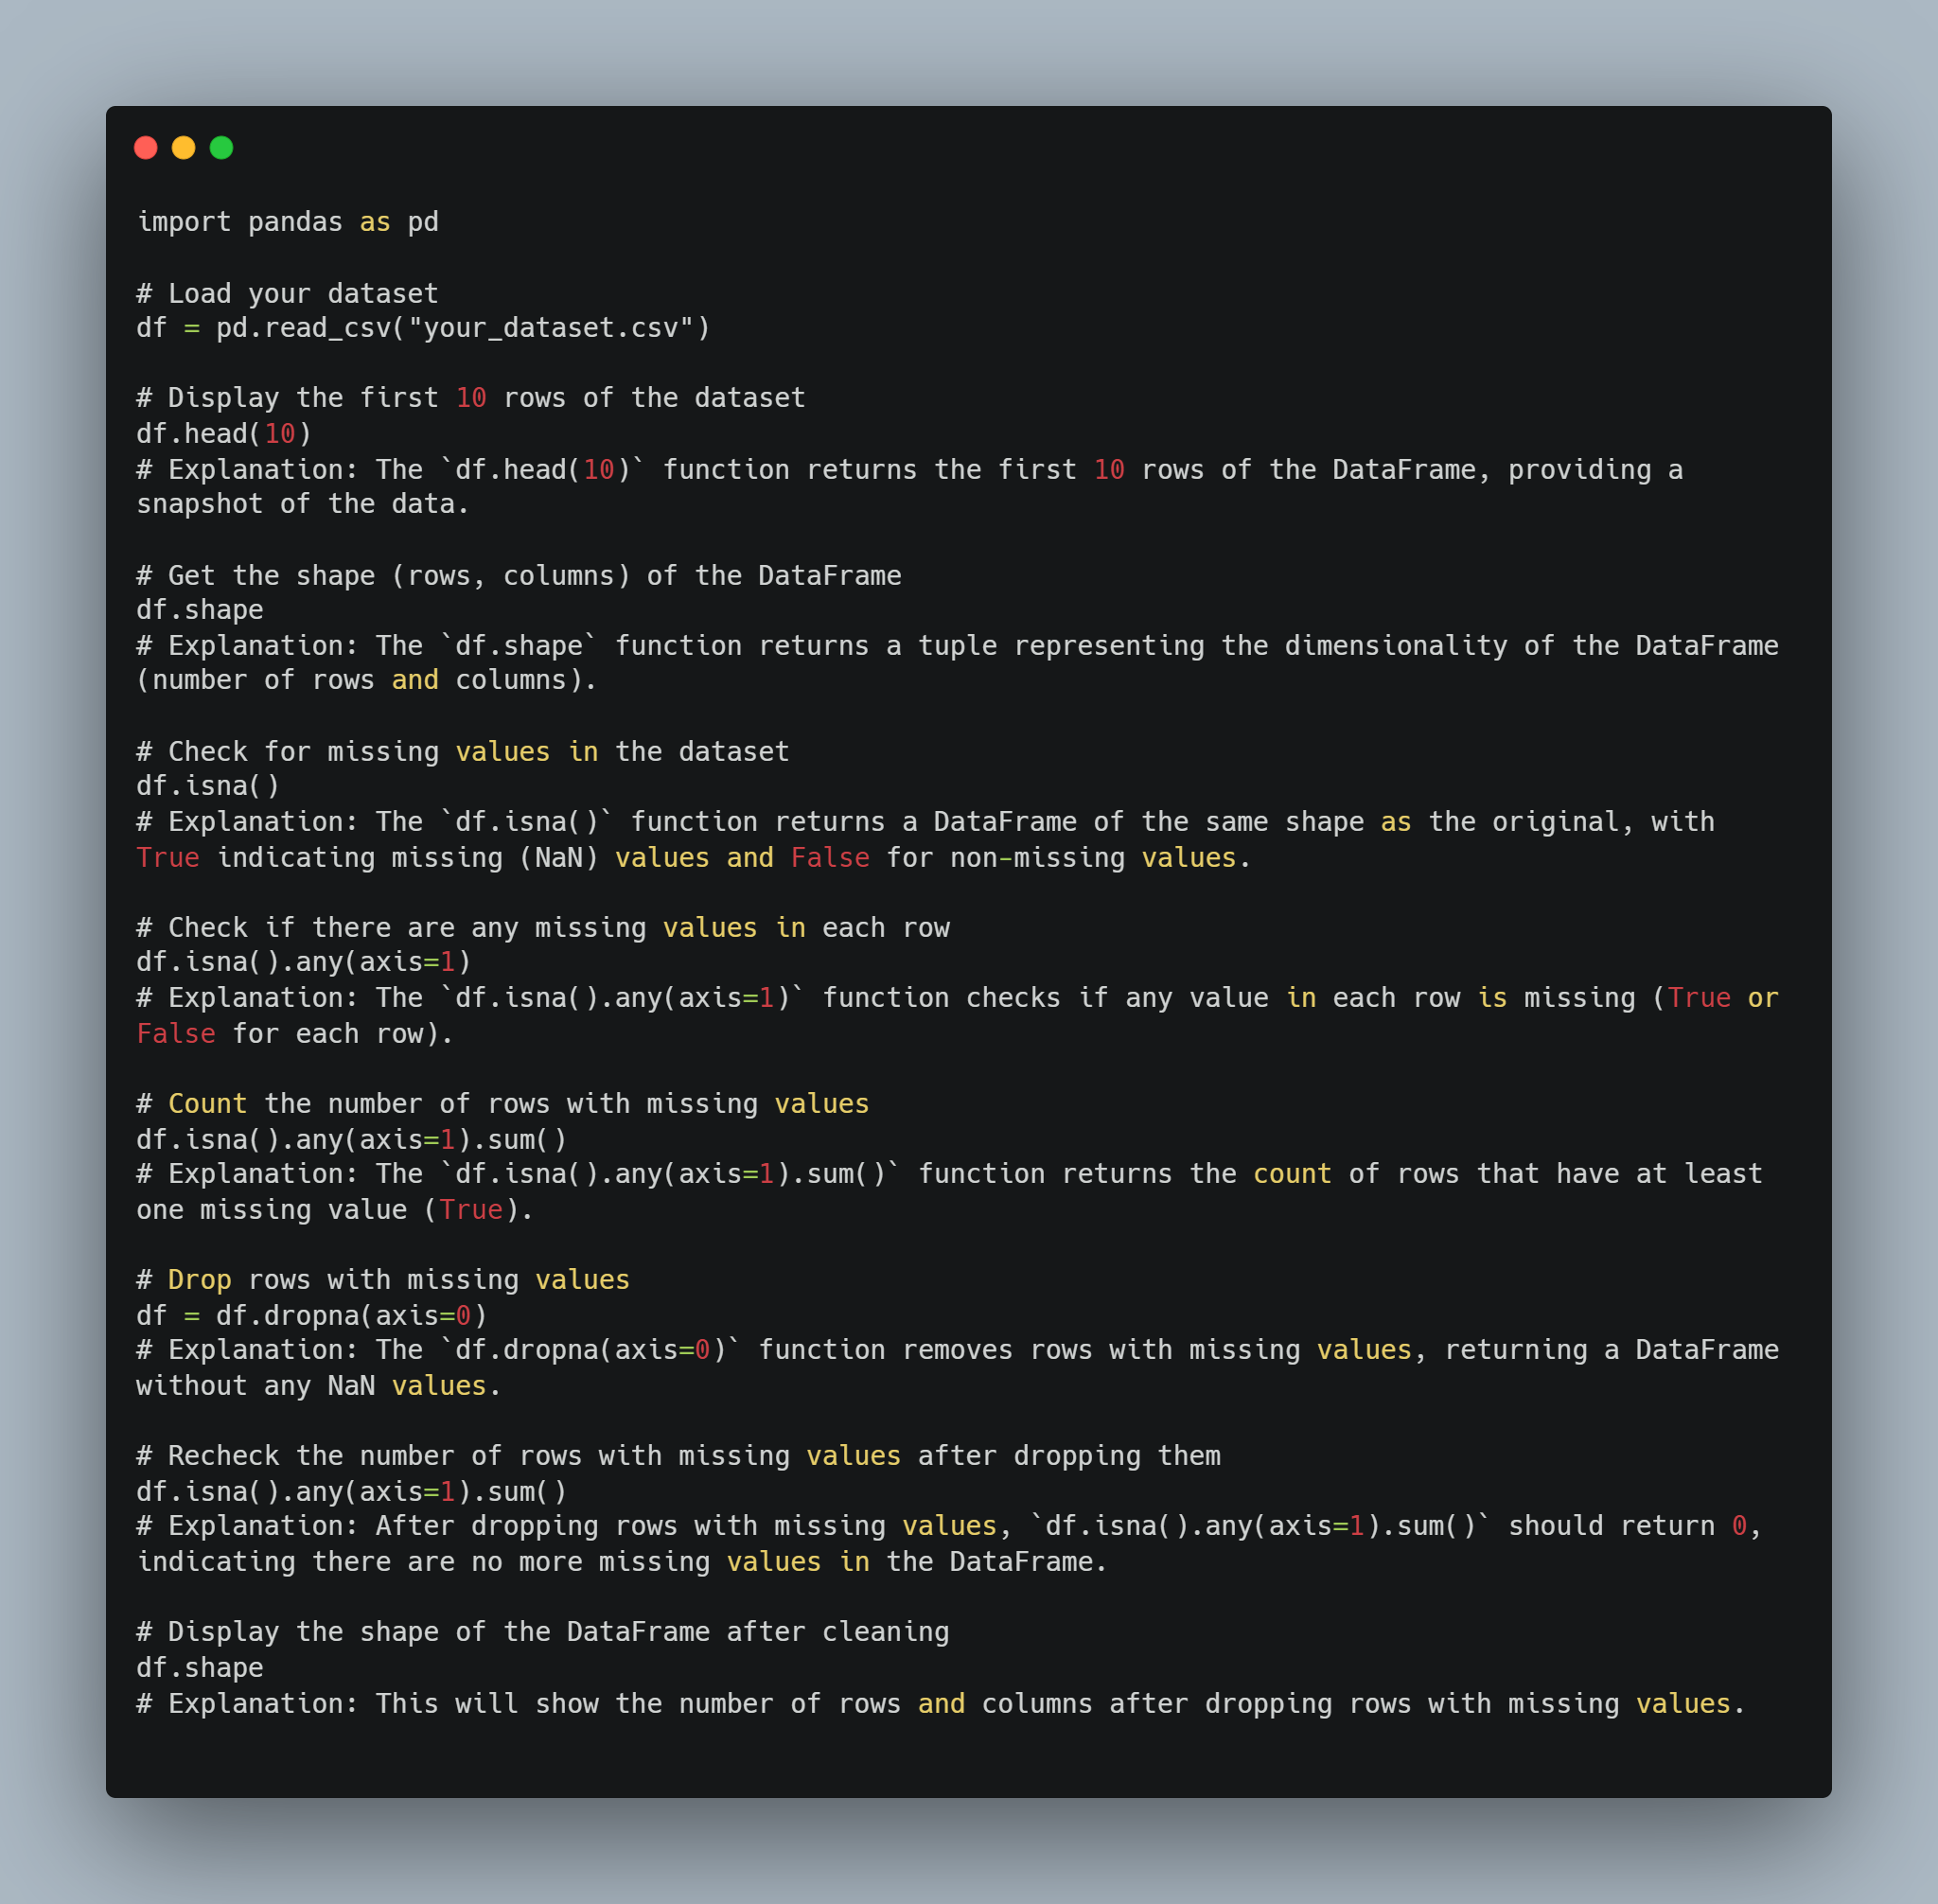 import pandas as pd
# Load your dataset
df = pd.read_csv("your_dataset.csv")
# Display the first 10 rows of the dataset
df.head(10)
# Explanation: The `df.head(10)` function returns the first 10 rows of the DataFrame, providing a
snapshot of the data.
# Get the shape (rows, columns) of the DataFrame
df.shape
# Explanation: The `df.shape` function returns a tuple representing the dimensionality of the DataFrame
(number of rows and columns).
# Check for missing values in the dataset
df.isna()
# Explanation: The `df.isna()` function returns a DataFrame of the same shape as the original, with
True indicating missing (NaN) values and False for non-missing values.
# Check if there are any missing values in each row
df.isna().any(axis=1)
# Explanation: The `df.isna().any(axis=1)` function checks if any value in each row is missing (True or
False for each row).
# Count the number of rows with missing values
df.isna().any(axis=1).sum()
# Explanation: The `df.isna().any(axis=1).sum()` function returns the count of rows that have at least
one missing value (True).
# Drop rows with missing values
df = df.dropna(axis=0)
# Explanation: The `df.dropna(axis=0)` function removes rows with missing values, returning a DataFrame
without any NaN values.
# Recheck the number of rows with missing values after dropping them
df.isna().any(axis=1).sum()
# Explanation: After dropping rows with missing values, `df.isna().any(axis=1).sum()` should return 0,
indicating there are no more missing values in the DataFrame.
# Display the shape of the DataFrame after cleaning
df.shape
# Explanation: This will show the number of rows and columns after dropping rows with missing values.